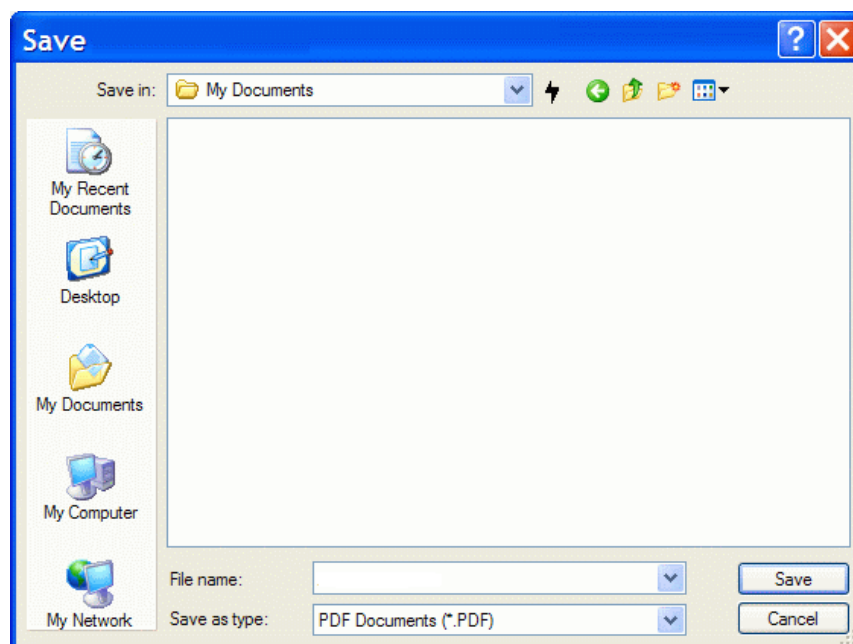 Save
Save in:
My Documents
My Recent
Documents
Desktop
My Documents
My Computer
My Network
File name:
Save
Save as type:
PDF Documents (*.PDF)
Cancel